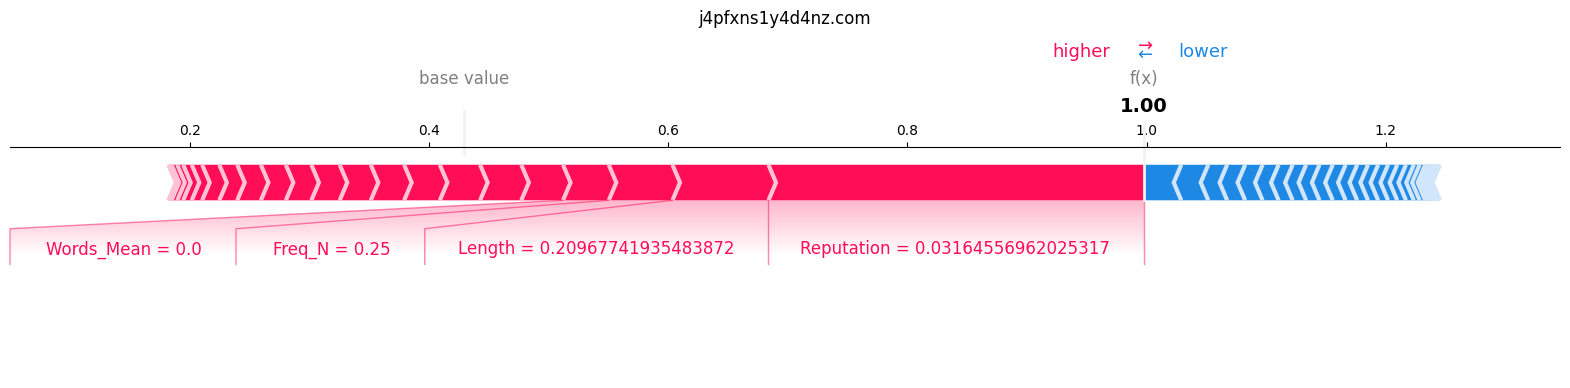 j4pfxns1y4d4nz.com
higher ⇄ lower
base value f(x)
1.00
0.2 0.4 0.6 0.8 1.0 1.2
Words_Mean = 0.0 Freq_N = 0.25 Length = 0.20967741935483872 Reputation = 0.03164556962025317